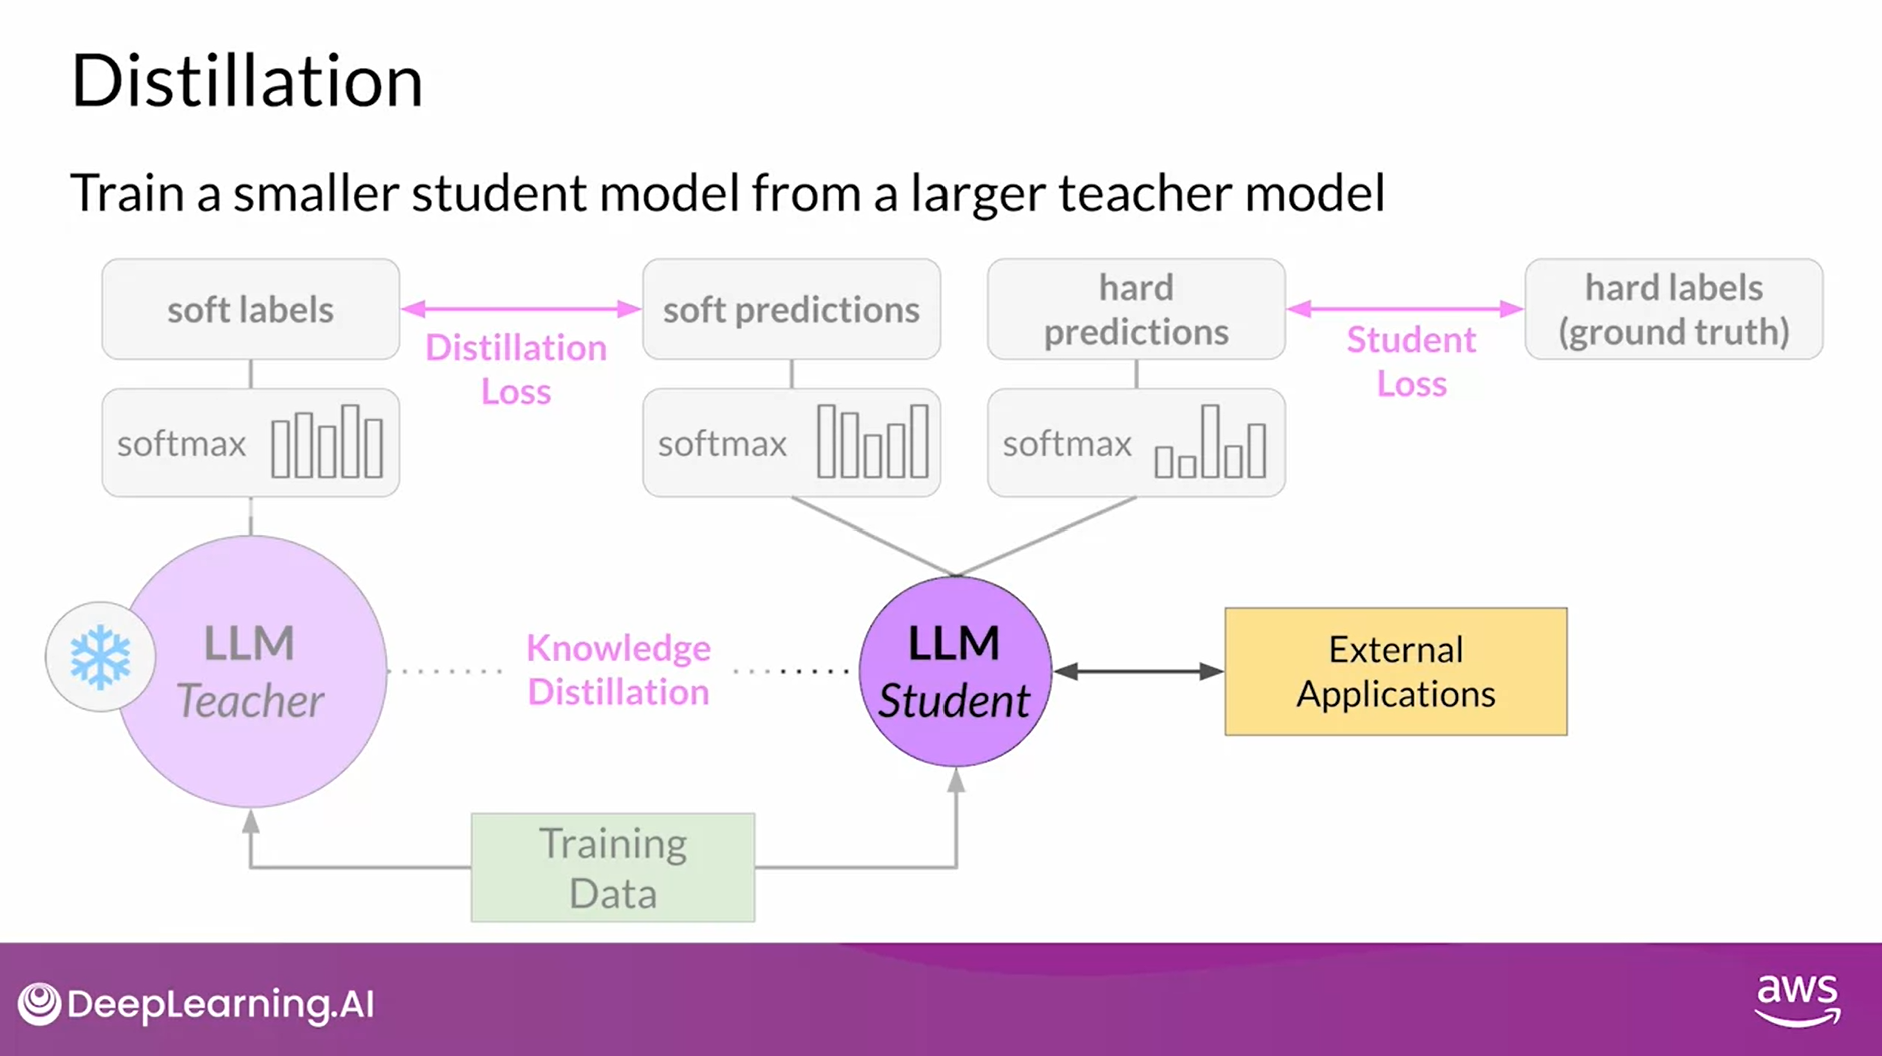 Distillation
Train a smaller student model from a larger teacher model
soft labels
Distillation
Loss
soft predictions
hard
predictions
Student
Loss
hard labels
(ground truth)
softmax
softmax
softmax
LLM
Teacher
Knowledge
Distillation
LLM
Student
External
Applications
Training
Data
DeepLearning.AI
aws